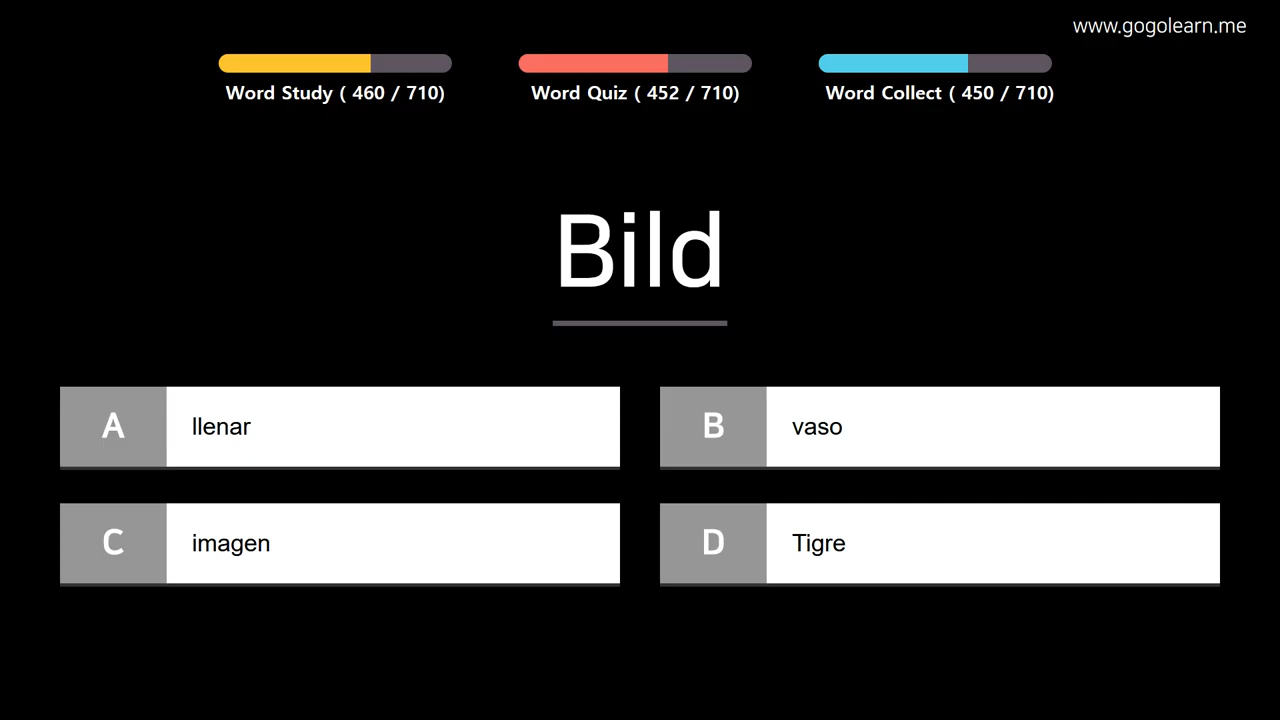 www.gogolearn.me
Word Study ( 460 / 710)
Word Quiz ( 452 / 710)
Word Collect ( 450 / 710)
Bild
A llenar
B vaso
C imagen
D Tigre